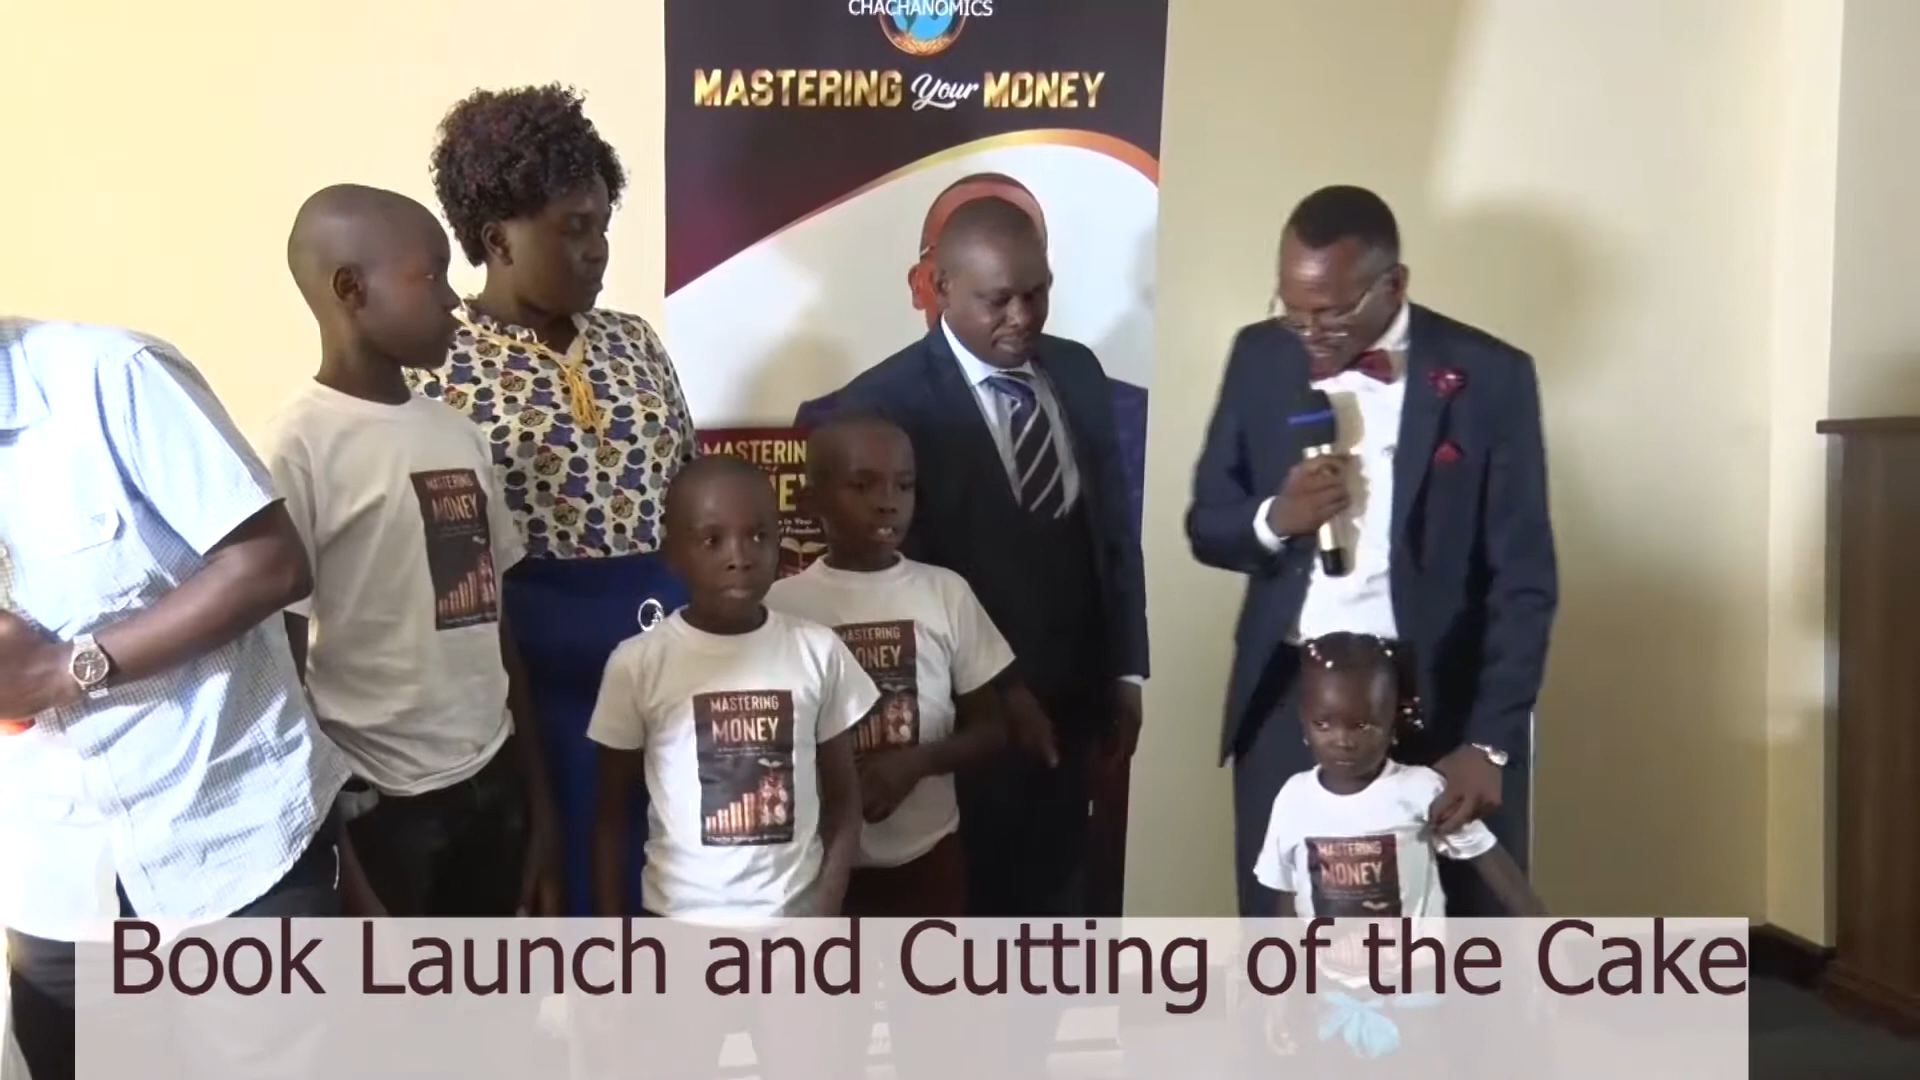 CHACHANOMICS
MASTERING Your MONEY
MASTERING
MONEY
MASTERING
MONEY
MASTERING
MONEY
MASTERING
MONEY
Book Launch and Cutting of the Cake